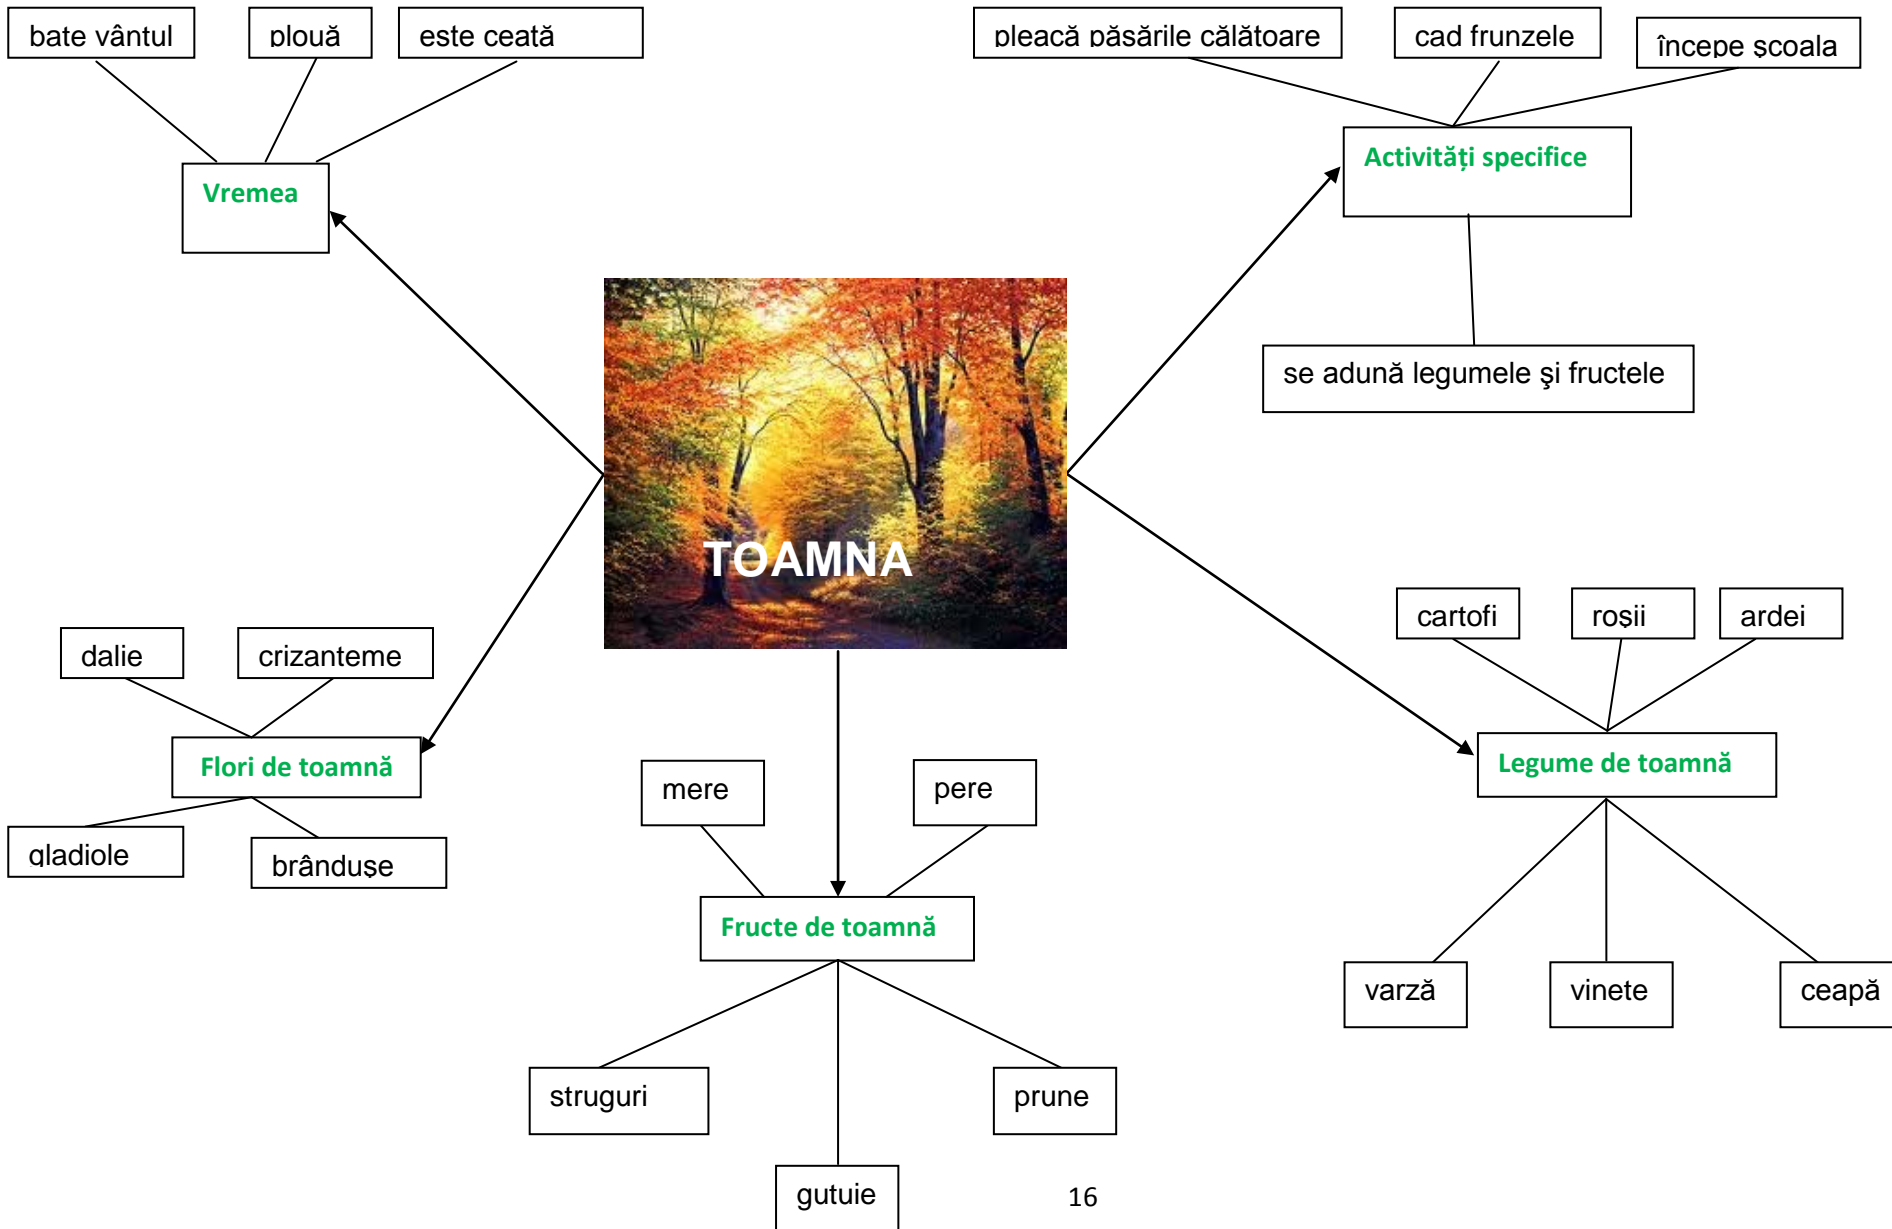 bate vântul
plouă
este ceață
pleacă păsările călătoare
cad frunzele
începe școala
Vremea
Activități specifice
se adună legumele şi fructele
TOAMNA
dalie
crizanteme
Flori de toamnă
gladiole
brândușe
cartofi
roșii
ardei
Legume de toamnă
varză
vinete
ceapă
mere
pere
Fructe de toamnă
struguri
prune
gutuie
16